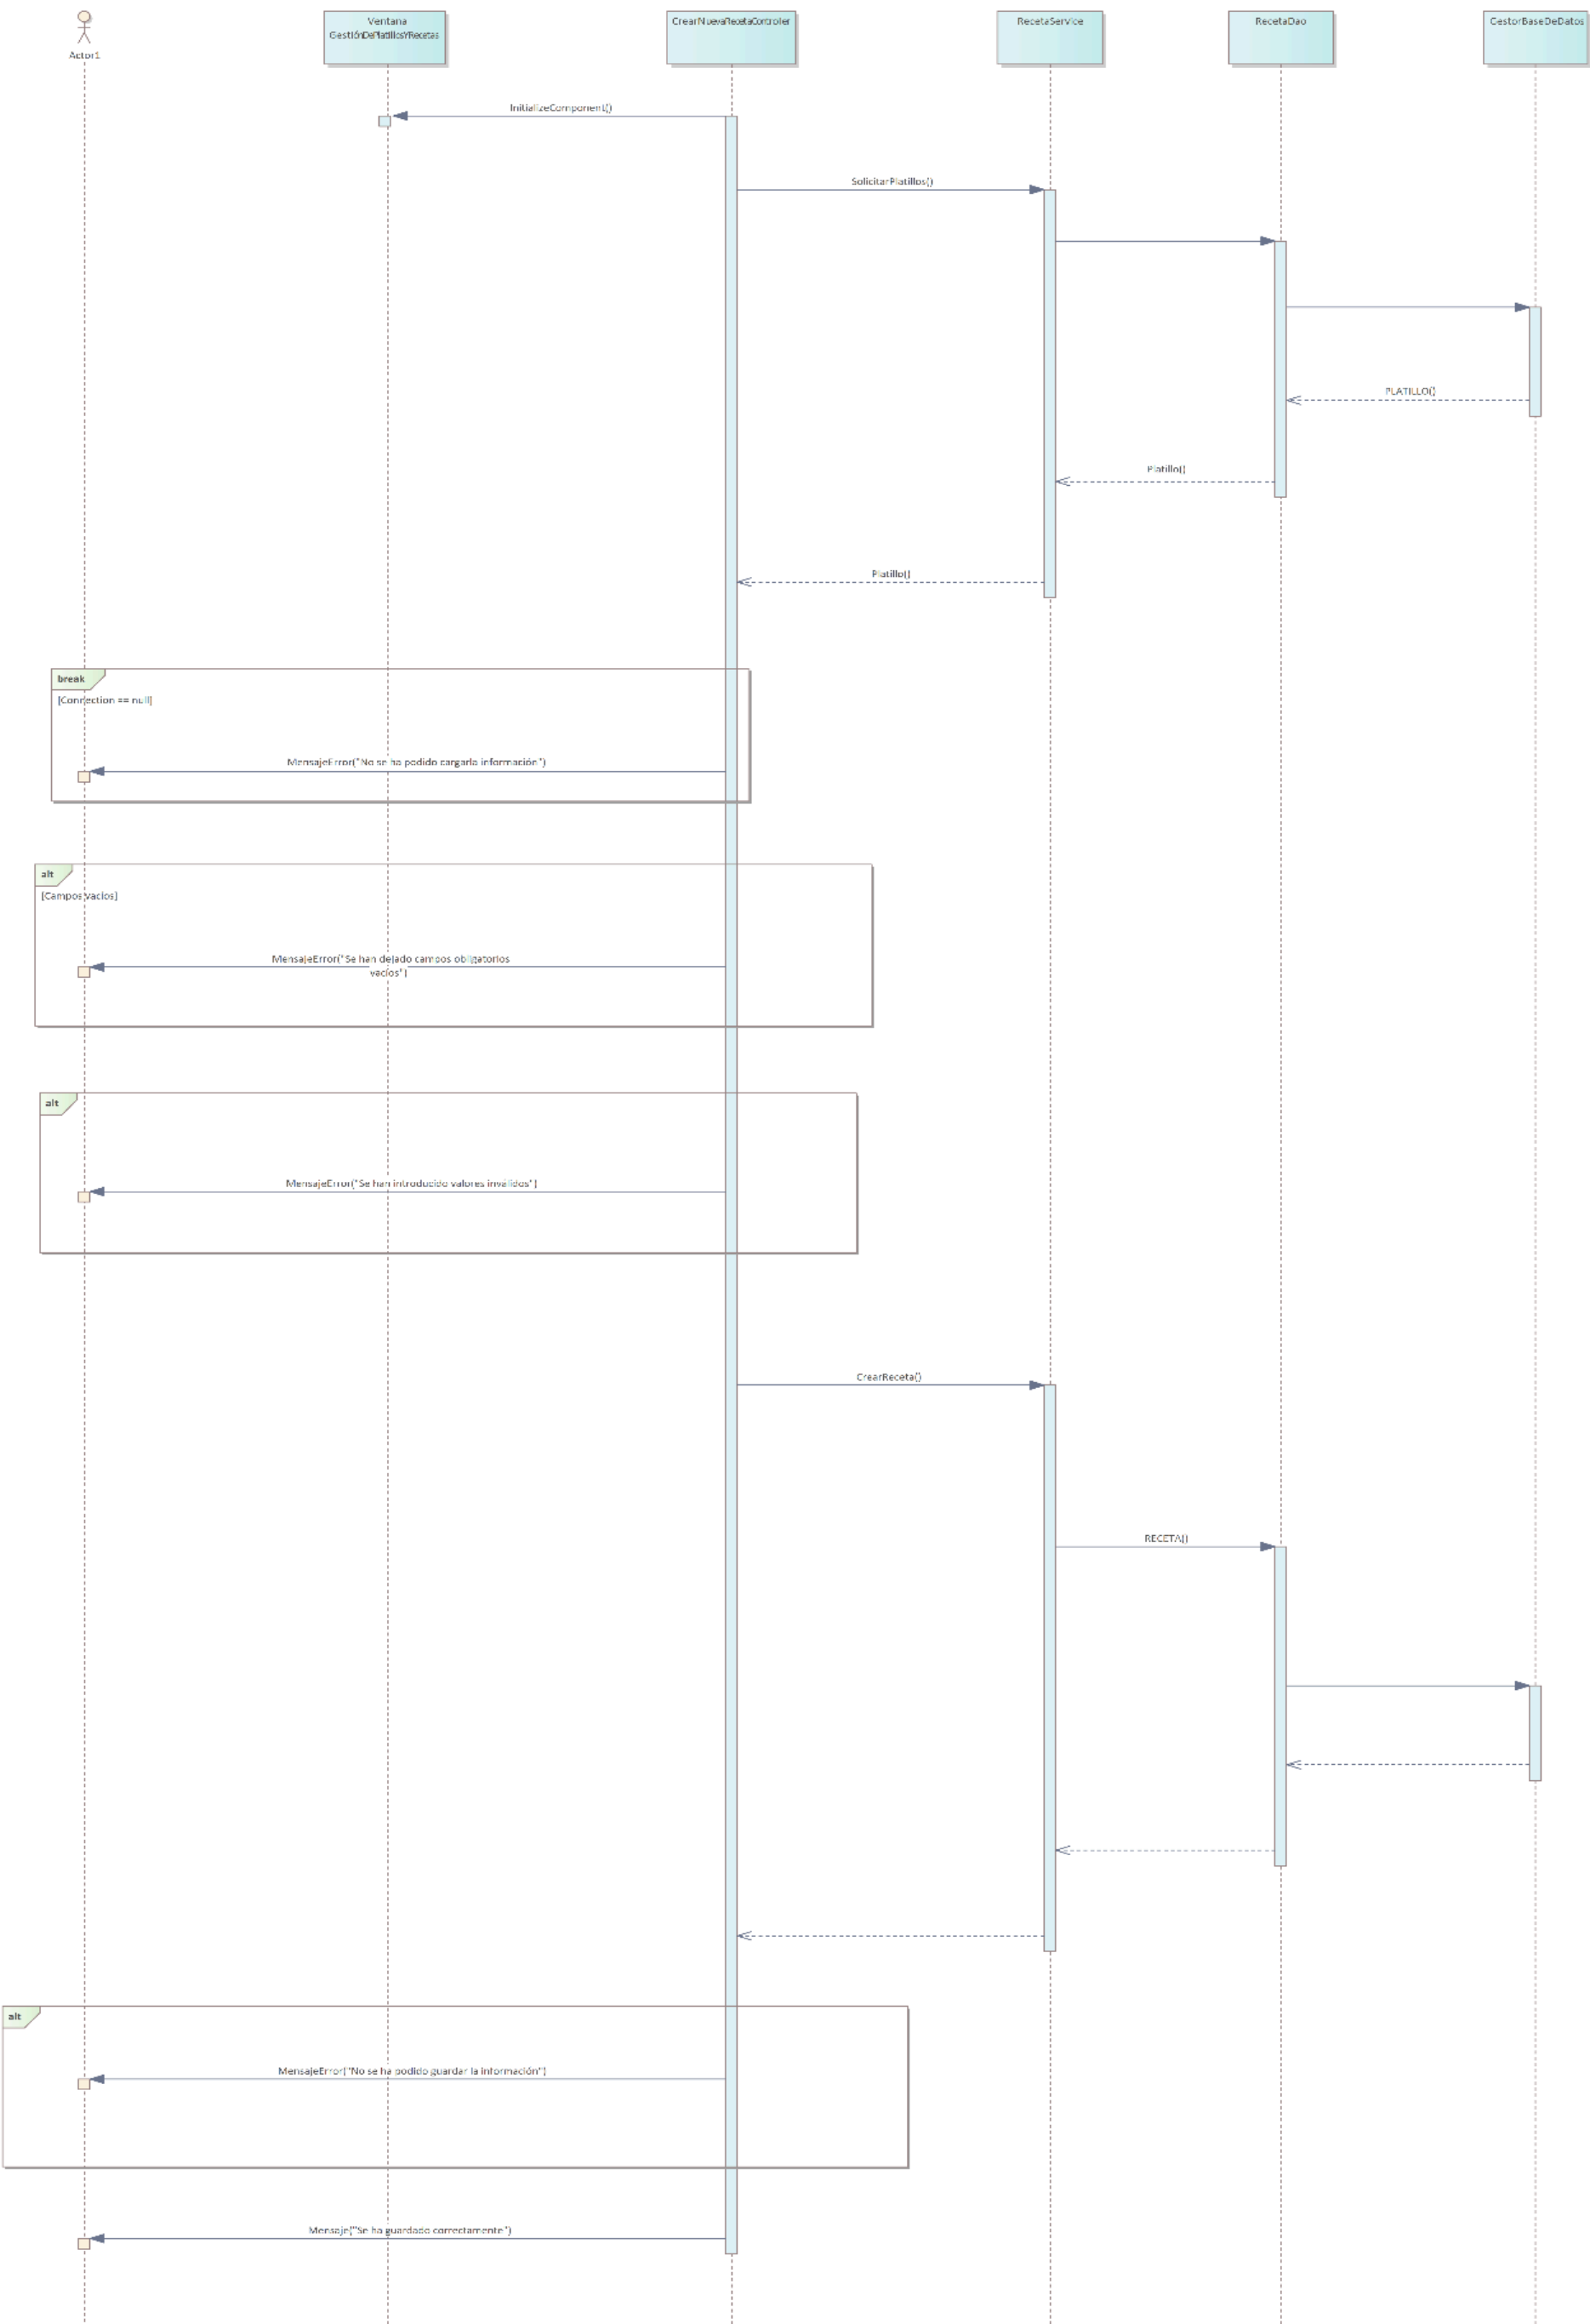 Actor1
Ventana
GestiónDePlatillosYRecetas
CrearNuevaRecetaController
RecetaService
RecetaDao
GestorBaseDeDatos
InitializeComponent()
SolicitarPlatillos()
PLATILLO()
Platillo()
Platillo()
break
[Connection == null]
MensajeError("No se ha podido cargarla información")
alt
[Campos vacíos]
MensajeError("Se han dejado campos obligatorios
vacíos")
alt
MensajeError("Se han introducido valores inválidos")
CrearReceta()
RECETA()
alt
MensajeError("No se ha podido guardar la información")
Mensaje("Se ha guardado correctamente")